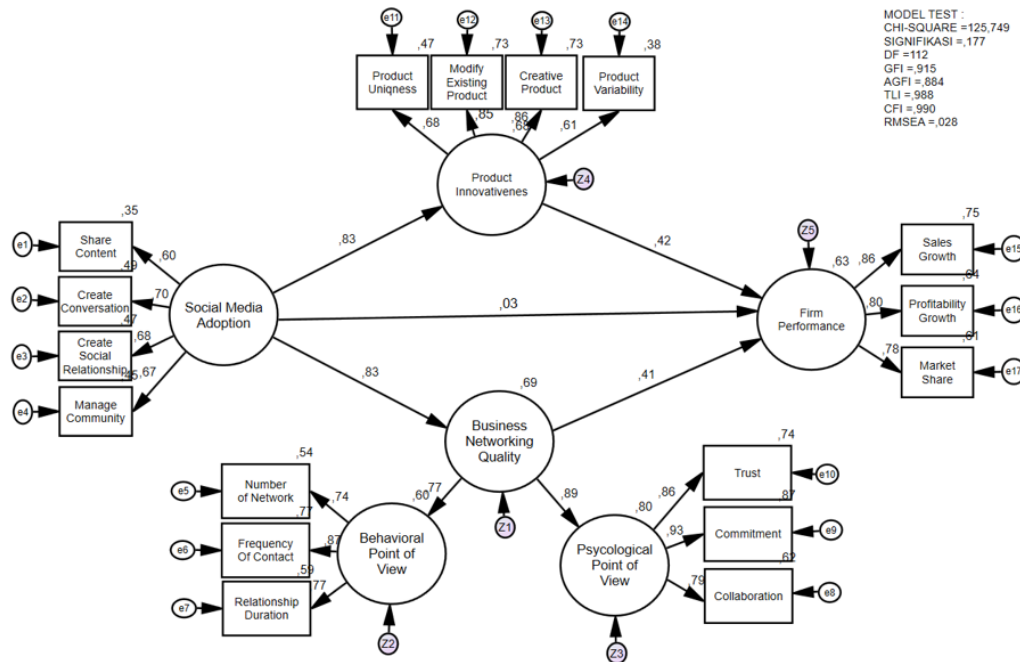 MODEL TEST :
CHI-SQUARE =125,749
SIGNIFIKASI =,177
DF =112
GFI =,915
AGFI =,884
TLI =,988
CFI =,990
RMSEA =,028
e11
e12
e13
e14
,47
,73
,73
,38
Product
Uniqness
Modify
Existing
Product
Creative
Product
Product
Variability
,68
,85
,86
,68
,61
Product
Innovativenes
Z4
,83
,42
,35
e1
Share
Content
,60
,49
e2
Create
Conversation
,70
,47
e3
Create
Social
Relationship
,68
,45
e4
Manage
Community
,67
Social Media
Adoption
,03
,83
,41
Z5
,63
Firm
Performance
,75
,86
Sales
Growth
e15
,64
,80
Profitability
Growth
e16
,61
,78
Market
Share
e17
,69
Business
Networking
Quality
Z1
,77
,89
,54
e5
Number
of Network
,74
,60
,77
e6
Frequency
Of Contact
,87
,59
e7
Relationship
Duration
,77
Behavioral
Point of
View
Z2
,80
Psycological
Point of
View
Z3
,74
,86
Trust
e10
,87
,93
Commitment
e9
,62
,79
Collaboration
e8